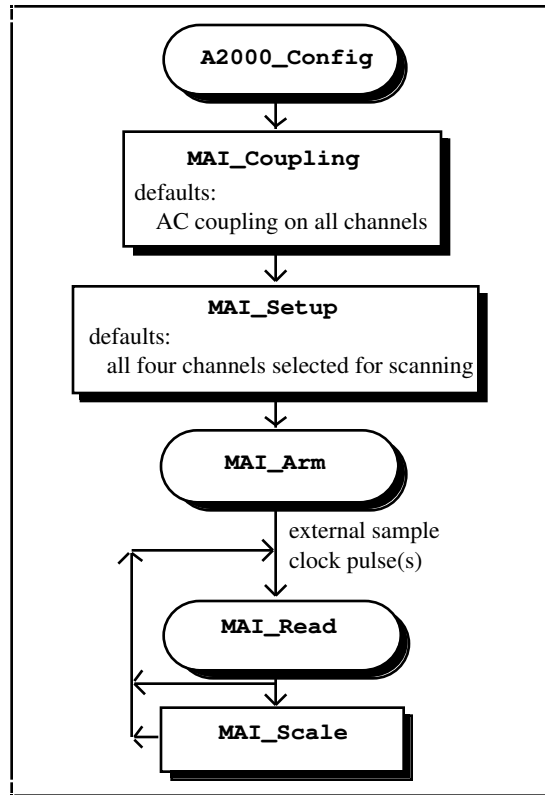 A2000_Config
MAI_Coupling
defaults:
AC coupling on all channels
MAI_Setup
defaults:
all four channels selected for scanning
MAI_Arm
external sample
clock pulse(s)
MAI_Read
MAI_Scale